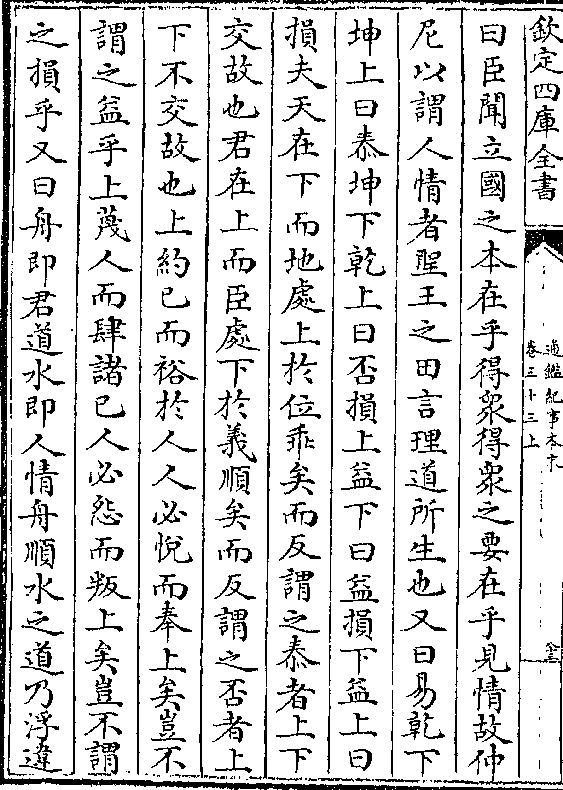 欽定四庫全書
通鑑紀事本末
卷三十三上
曰臣聞立國之本在乎得衆得衆之要在乎見情故仲
尼以謂人情者聖王之田言理道所生也又曰易乾下
坤上曰泰坤下乾上曰否損上益下曰益損下益上曰
損夫天在下而地處上於位乖矣而反謂之泰者上下
交故也君在上而臣處下於義順矣而反謂之否者上
下不交故也上約已而裕於人人必悅而奉上矣豈不
謂之益乎上蔑人而肆諸已人必怨而叛上矣豈不謂
之損乎又曰舟即君道水即人情舟順水之道乃浮違